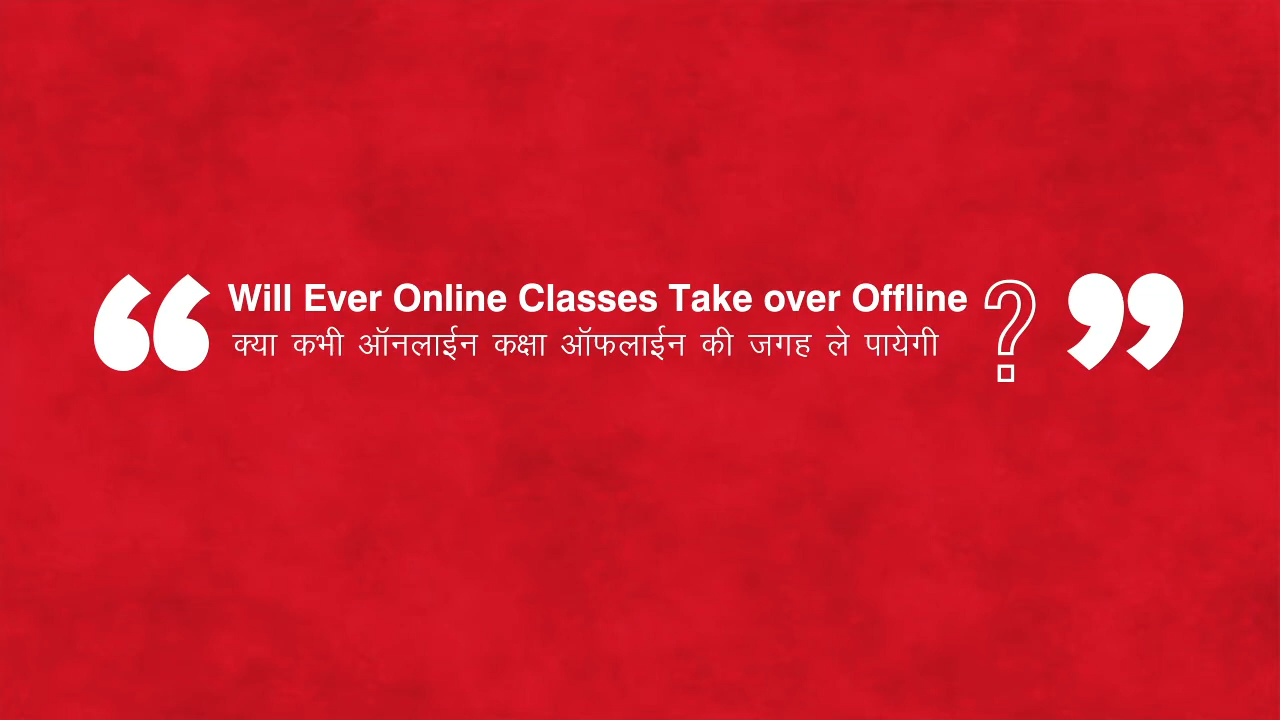 “ Will Ever Online Classes Take over Offline ? ”
क्या कभी ऑनलाईन कक्षा ऑफलाईन की जगह ले पायेगी